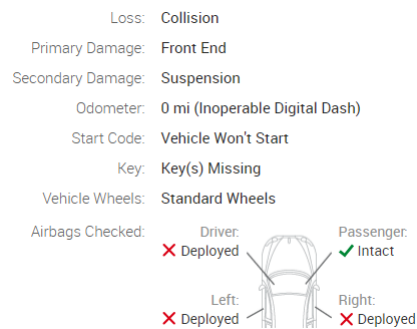 Loss: Collision
Primary Damage: Front End
Secondary Damage: Suspension
Odometer: 0 mi (Inoperable Digital Dash)
Start Code: Vehicle Won't Start
Key: Key(s) Missing
Vehicle Wheels: Standard Wheels
Airbags Checked: Driver: Passenger:
Deployed Intact
Left: Right:
Deployed Deployed